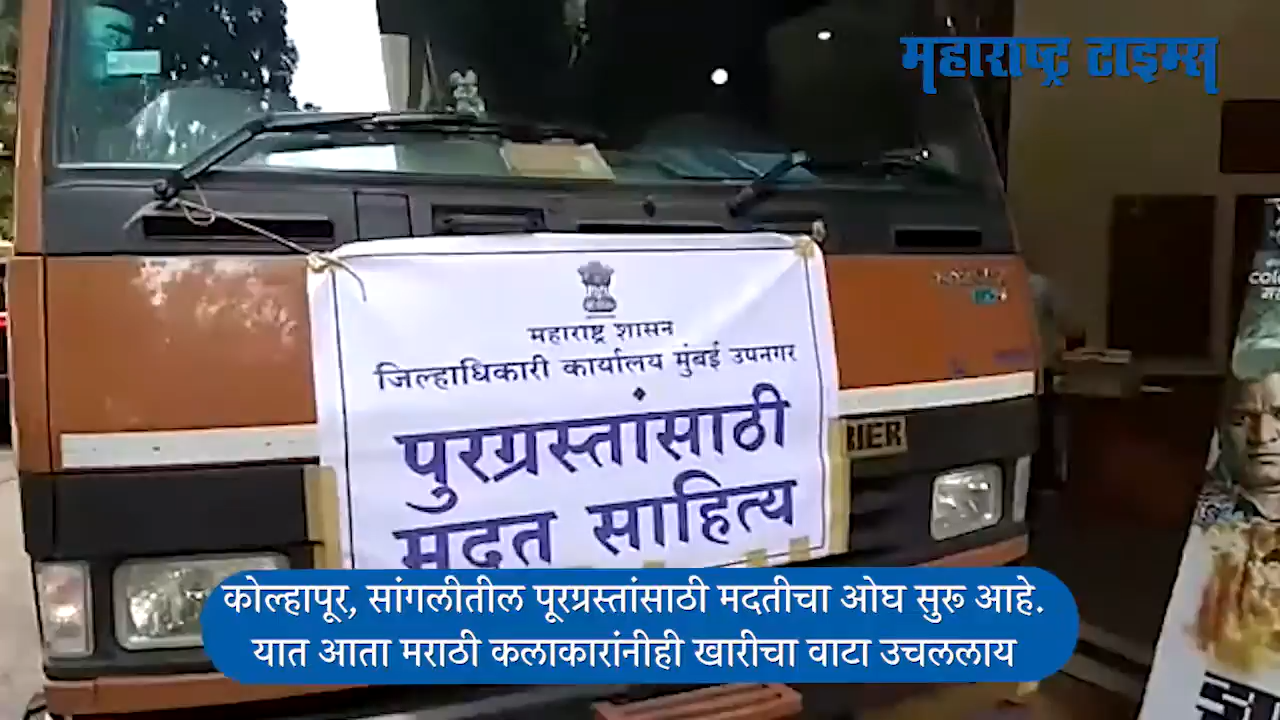 महाराष्ट्र टाइम्स
महाराष्ट्र शासन
जिल्हाधिकारी कार्यालय मुंबई उपनगर
पुरग्रस्तांसाठी
मदत साहित्य
कोल्हापूर, सांगलीतील पूरग्रस्तांसाठी मदतीचा ओघ सुरू आहे.
यात आता मराठी कलाकारांनीही खारीचा वाटा उचललाय